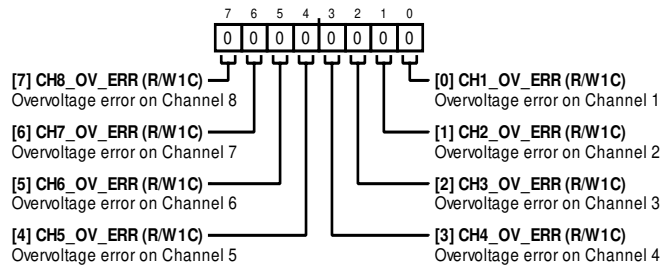 7 6 5 4 3 2 1 0
0 0 0 0 0 0 0 0
[7] CH8_OV_ERR (R/W1C)
Overvoltage error on Channel 8
[0] CH1_OV_ERR (R/W1C)
Overvoltage error on Channel 1
[6] CH7_OV_ERR (R/W1C)
Overvoltage error on Channel 7
[1] CH2_OV_ERR (R/W1C)
Overvoltage error on Channel 2
[5] CH6_OV_ERR (R/W1C)
Overvoltage error on Channel 6
[2] CH3_OV_ERR (R/W1C)
Overvoltage error on Channel 3
[4] CH5_OV_ERR (R/W1C)
Overvoltage error on Channel 5
[3] CH4_OV_ERR (R/W1C)
Overvoltage error on Channel 4